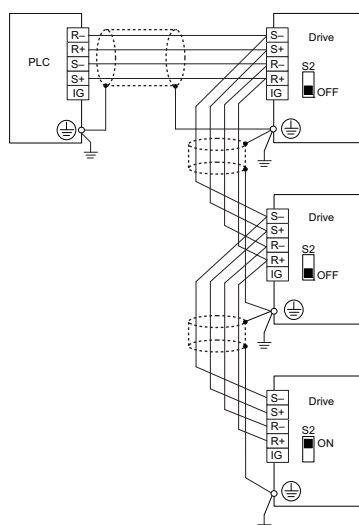 PLC
R–
R+
S–
S+
IG
S–
S+
R–
R+
IG
Drive
S2
OFF
S–
S+
R–
R+
IG
Drive
S2
OFF
S–
S+
R–
R+
IG
Drive
S2
ON